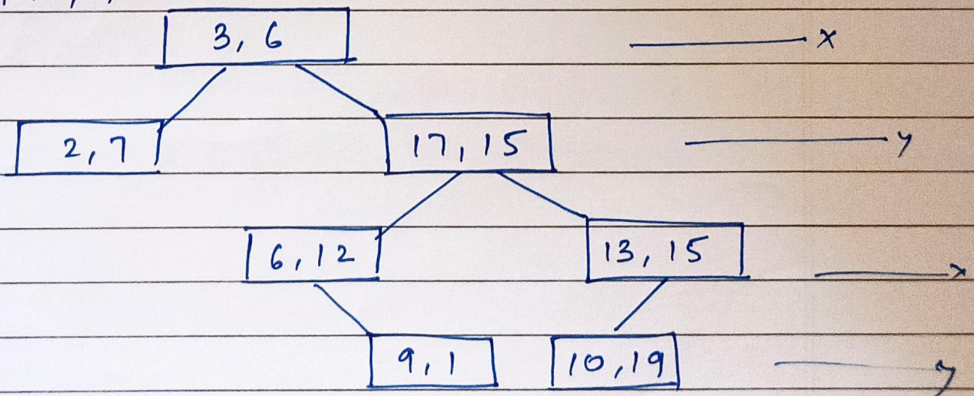 3, 6 x
2, 7 17, 15 y
6, 12 13, 15 x
9, 1 10, 19 y